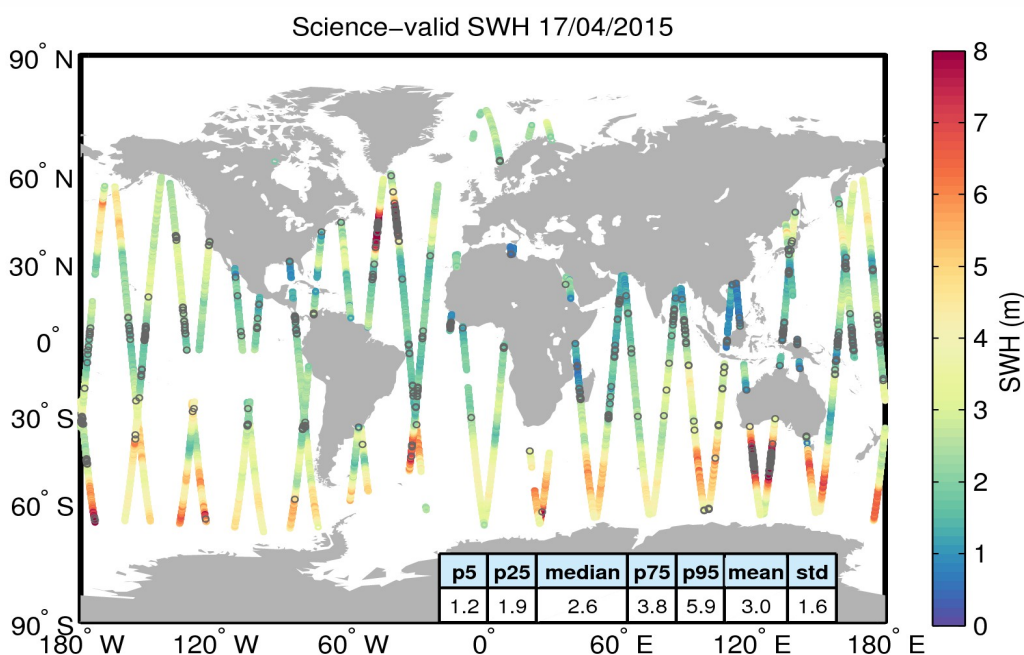 Science−valid SWH 17/04/2015
90° N
60° N
30° N
0°
30° S
60° S
90° S
180° W
120° W
60° W
0°
60° E
120° E
180° E
p5 p25 median p75 p95 mean std
1.2 1.9 2.6 3.8 5.9 3.0 1.6
8
7
6
5
4
3
2
1
0
SWH (m)